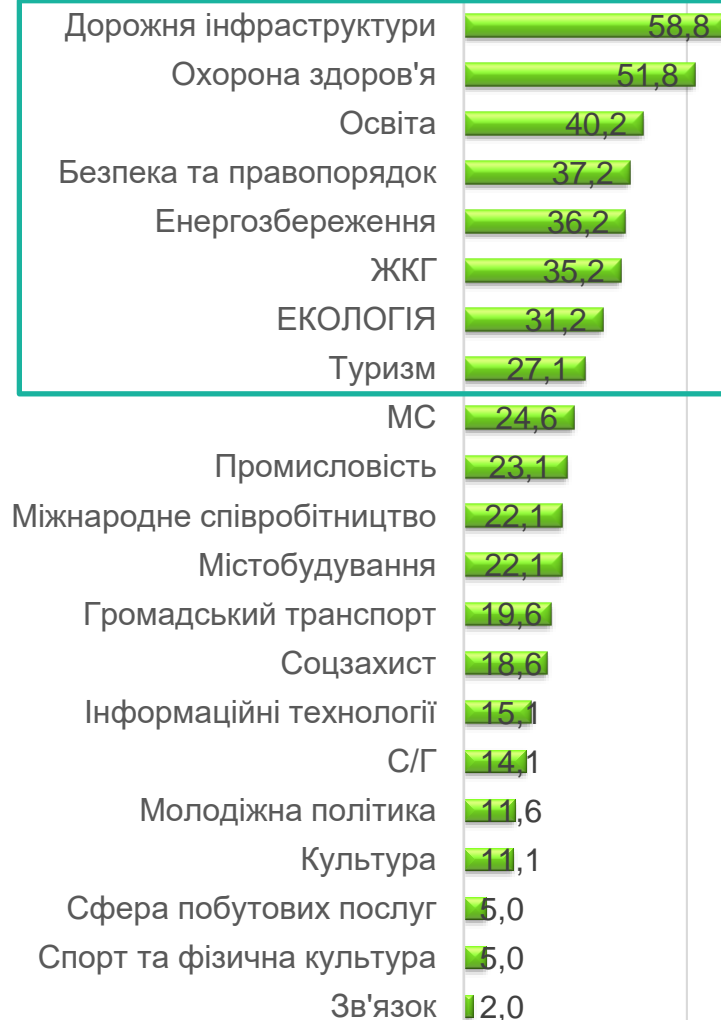 Дорожня інфраструктури 58,8
Охорона здоров'я 51,8
Освіта 40,2
Безпека та правопорядок 37,2
Енергозбереження 36,2
ЖКГ 35,2
ЕКОЛОГІЯ 31,2
Туризм 27,1
МС 24,6
Промисловість 23,1
Міжнародне співробітництво 22,1
Містобудування 22,1
Громадський транспорт 19,6
Соцзахист 18,6
Інформаційні технології 15,1
С/Г 14,1
Молодіжна політика 11,6
Культура 11,1
Сфера побутових послуг 5,0
Спорт та фізична культура 5,0
Зв'язок 2,0